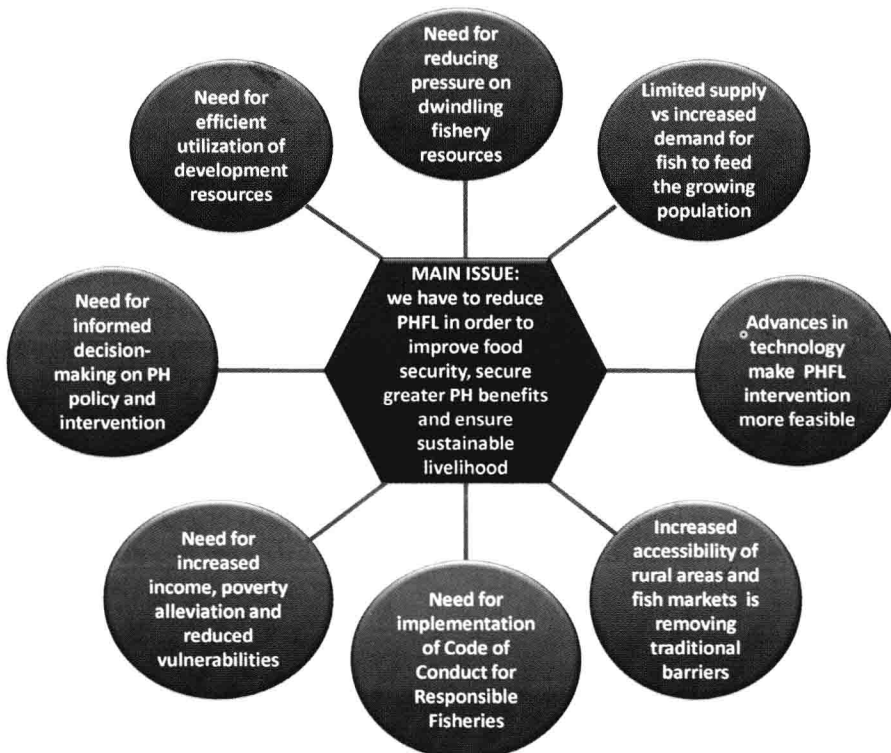 Need for
reducing
pressure on
dwindling
fishery
resources
Limited supply
vs increased
demand for
fish to feed
the growing
population
Advances in
technology
make PHFL
intervention
more feasible
Increased
accessibility of
rural areas and
fish markets is
removing
traditional
barriers
Need for
implementation
of Code of
Conduct for
Responsible
Fisheries
Need for
increased
income, poverty
alleviation and
reduced
vulnerabilities
Need for
informed
decision-
making on PH
policy and
intervention
Need for
efficient
utilization of
development
resources
MAIN ISSUE:
we have to reduce
PHFL in order to
improve food
security, secure
greater PH benefits
and ensure
sustainable
livelihood